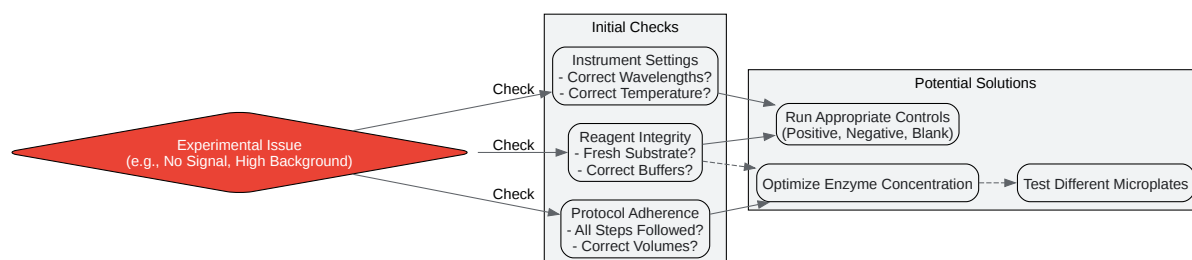 Experimental Issue
(e.g., No Signal, High Background)
Check
Check
Check
Initial Checks
Instrument Settings
- Correct Wavelengths?
- Correct Temperature?
Reagent Integrity
- Fresh Substrate?
- Correct Buffers?
Protocol Adherence
- All Steps Followed?
- Correct Volumes?
Potential Solutions
Run Appropriate Controls
(Positive, Negative, Blank)
Optimize Enzyme Concentration
Test Different Microplates